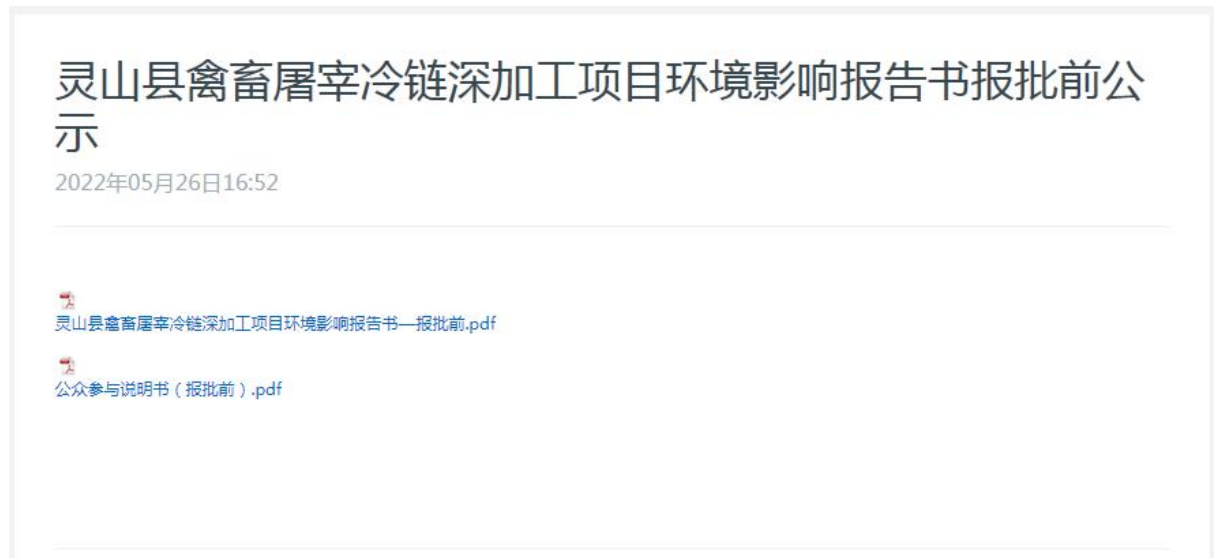 灵山县禽畜屠宰冷链深加工项目环境影响报告书报批前公
示
2022年05月26日16:52
灵山县禽畜屠宰冷链深加工项目环境影响报告书—报批前.pdf
公众参与说明书（报批前）.pdf